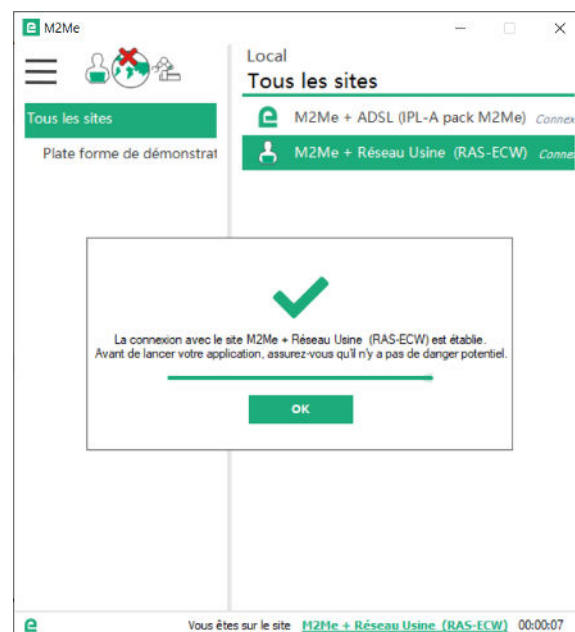 M2Me
Local
Tous les sites
Tous les sites
Plate forme de démonstrat
M2Me + ADSL (IPL-A pack M2Me) Connex
M2Me + Réseau Usine (RAS-ECW) Connex
La connexion avec le site M2Me + Réseau Usine (RAS-ECW) est établie.
Avant de lancer votre application, assurez-vous qu'il n'y a pas de danger potentiel.
OK
Vous êtes sur le site M2Me + Réseau Usine (RAS-ECW) 00:00:07